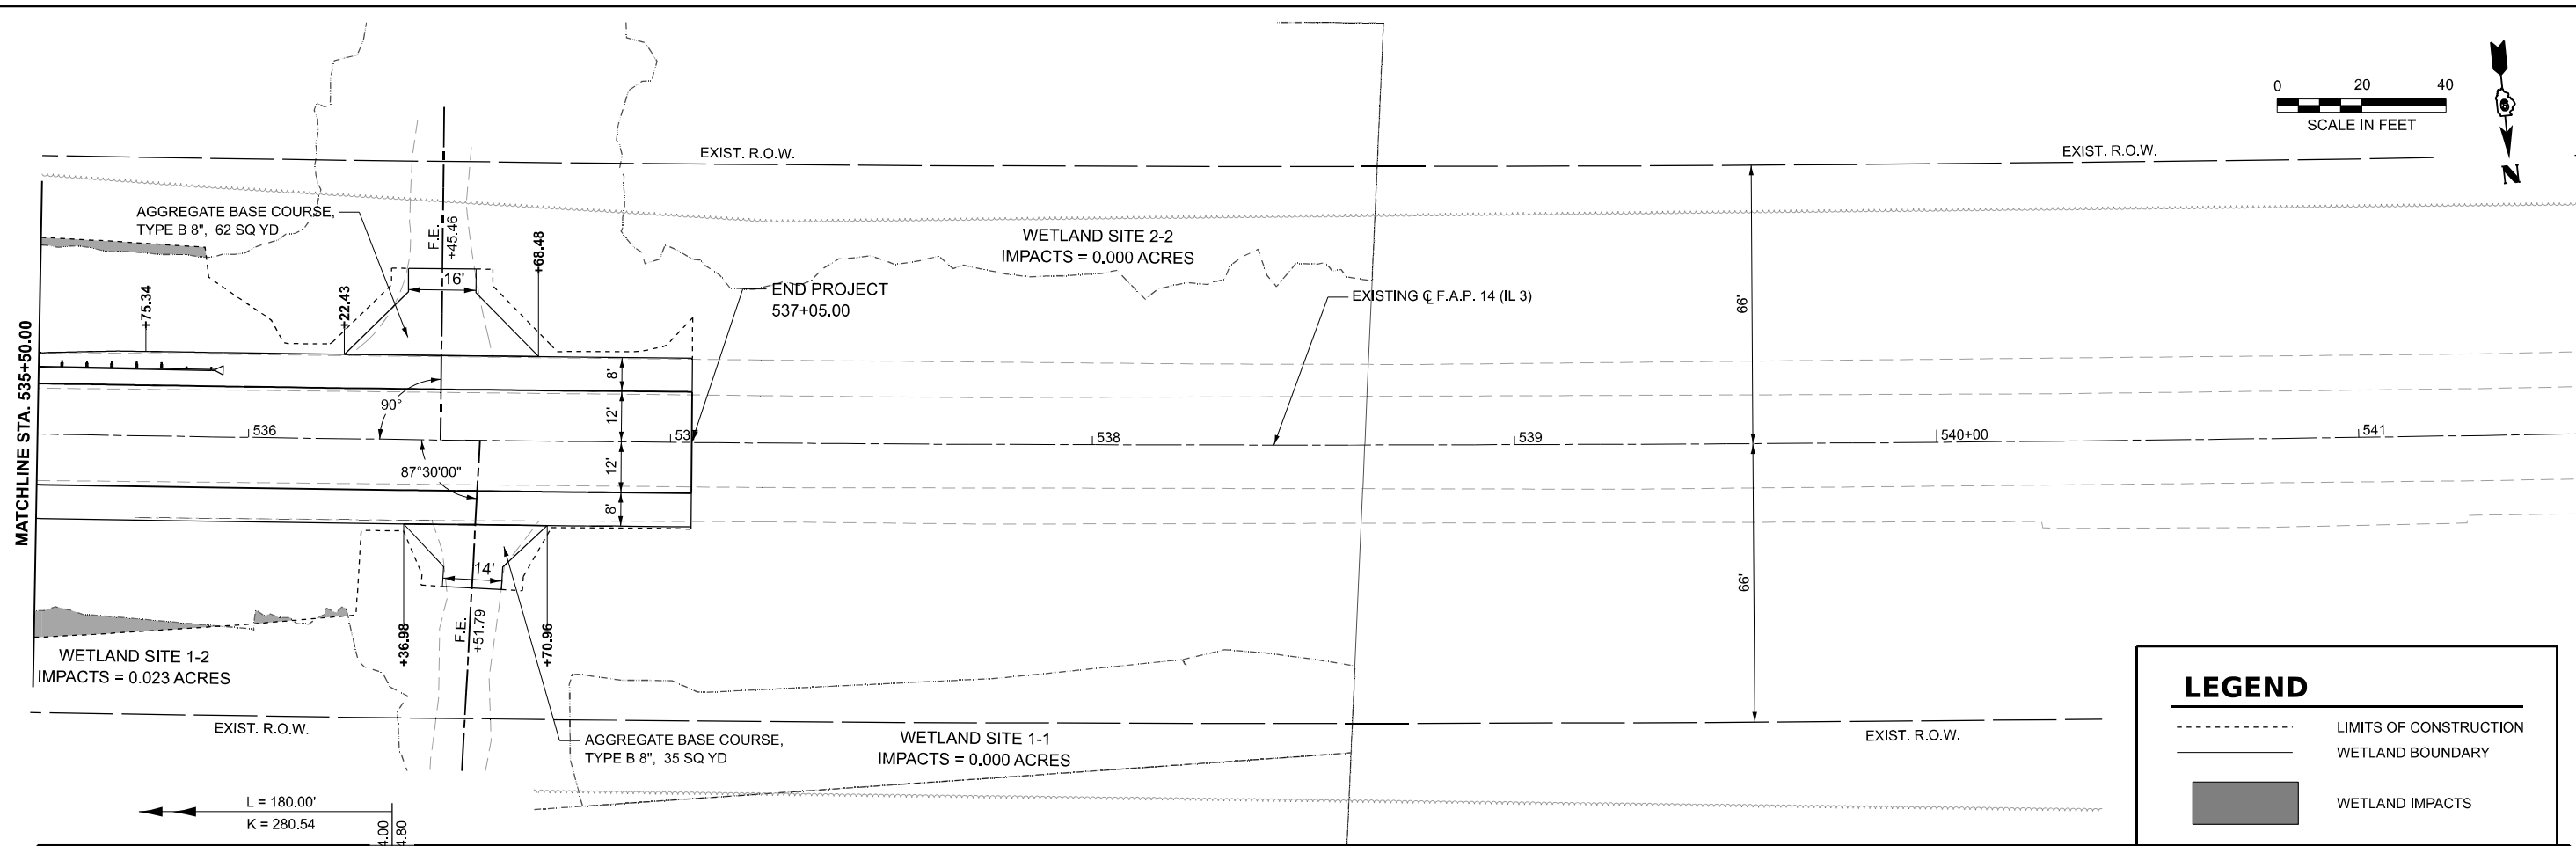 0 20 40
SCALE IN FEET
N
EXIST. R.O.W.
EXIST. R.O.W.
AGGREGATE BASE COURSE,
TYPE B 8", 62 SQ YD
F.E.
+45.46
+68.48
16'
+75.34
+22.43
WETLAND SITE 2-2
IMPACTS = 0.000 ACRES
END PROJECT
537+05.00
EXISTING ℄ F.A.P. 14 (IL 3)
66'
MATCHLINE STA. 535+50.00
8'
12'
90°
536
53
538
539
540+00
541
87°30'00"
12'
8'
14'
F.E.
+51.79
+36.98
+70.96
66'
WETLAND SITE 1-2
IMPACTS = 0.023 ACRES
EXIST. R.O.W.
AGGREGATE BASE COURSE,
TYPE B 8", 35 SQ YD
WETLAND SITE 1-1
IMPACTS = 0.000 ACRES
EXIST. R.O.W.
L = 180.00'
K = 280.54
4.00
4.80
LEGEND
LIMITS OF CONSTRUCTION
WETLAND BOUNDARY
WETLAND IMPACTS